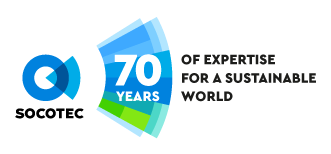 SOCOTEC
70
YEARS
OF EXPERTISE
FOR A SUSTAINABLE
WORLD